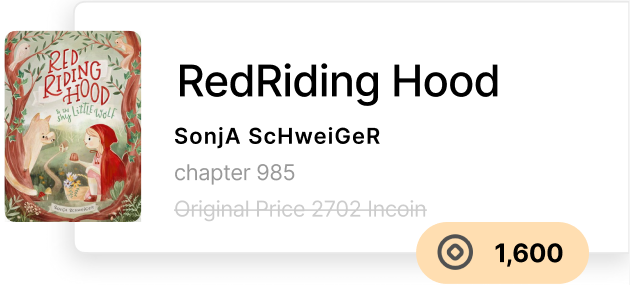 RED
RIDING
HOOD
& the
shy LITTLE WOLF
SONJA SCHWEIGER
RedRiding Hood
SonjA ScHweiGeR
chapter 985
Original Price 2702 Incoin
1,600